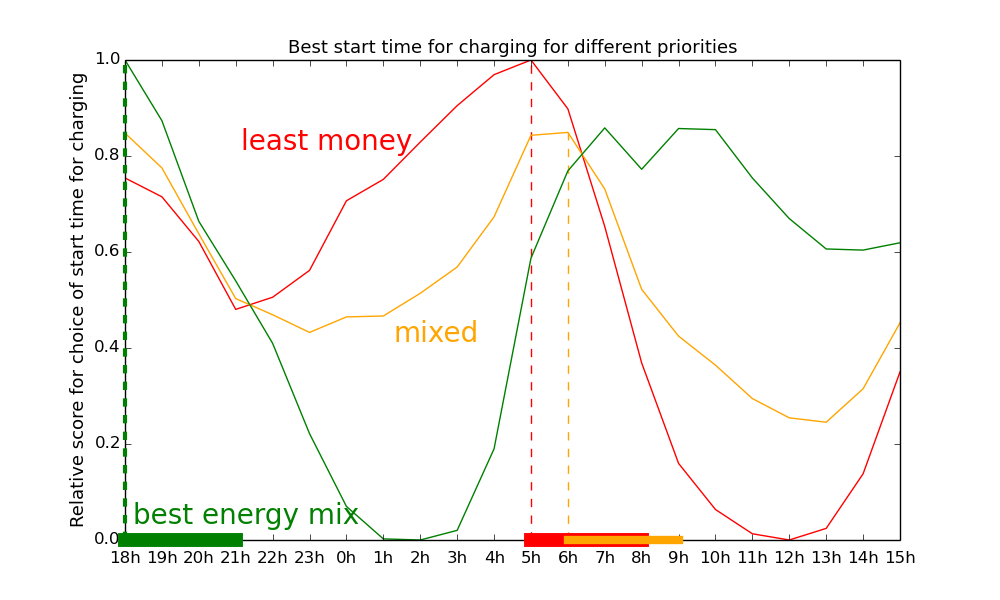 Best start time for charging for different priorities
Relative score for choice of start time for charging
1.0
0.8
0.6
0.4
0.2
0.0
least money
mixed
best energy mix
18h 19h 20h 21h 22h 23h 0h 1h 2h 3h 4h 5h 6h 7h 8h 9h 10h 11h 12h 13h 14h 15h